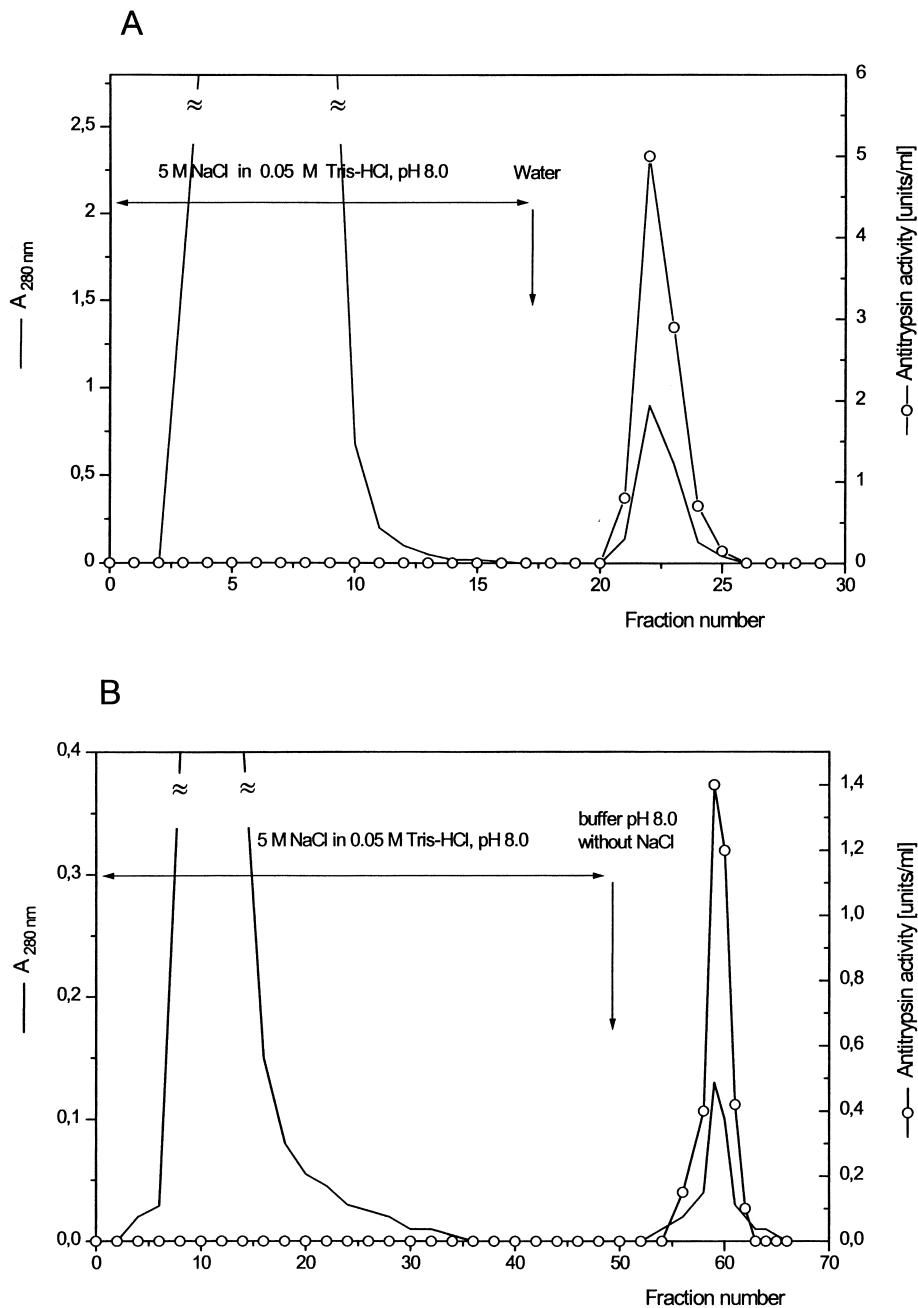 A
6
2,5
5 M NaCl in 0.05 M Tris-HCl, pH 8.0
Water
5
2
4
A 280 nm
1,5
3
Antitrypsin activity [units/ml]
1
2
0,5
1
0
0
0 5 10 15 20 25 30
Fraction number
B
0,4
1,4
buffer pH 8.0
without NaCl
5 M NaCl in 0.05 M Tris-HCl, pH 8.0
1,2
0,3
1,0
A 280 nm
0,8
Antitrypsin activity [units/ml]
0,2
0,6
0,4
0,1
0,2
0,0
0,0
0 10 20 30 40 50 60 70
Fraction number